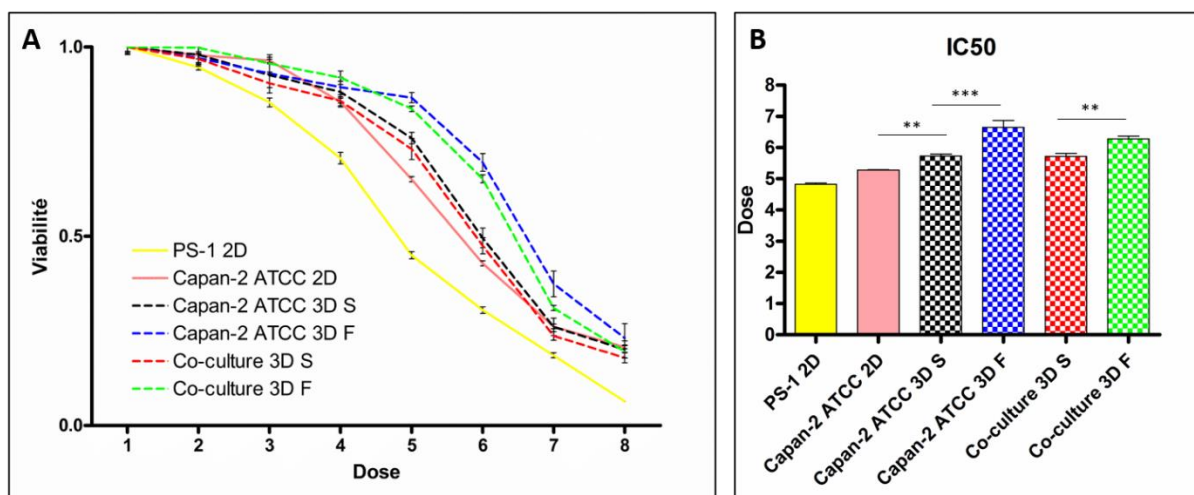 A
1.0
0.5
0.0
Viabilité
PS-1 2D
Capan-2 ATCC 2D
Capan-2 ATCC 3D S
Capan-2 ATCC 3D F
Co-culture 3D S
Co-culture 3D F
1 2 3 4 5 6 7 8
Dose
B
IC50
8
7
6
5
4
3
2
1
0
Dose
** *** **
PS-1 2D
Capan-2 ATCC 2D
Capan-2 ATCC 3D S
Capan-2 ATCC 3D F
Co-culture 3D S
Co-culture 3D F